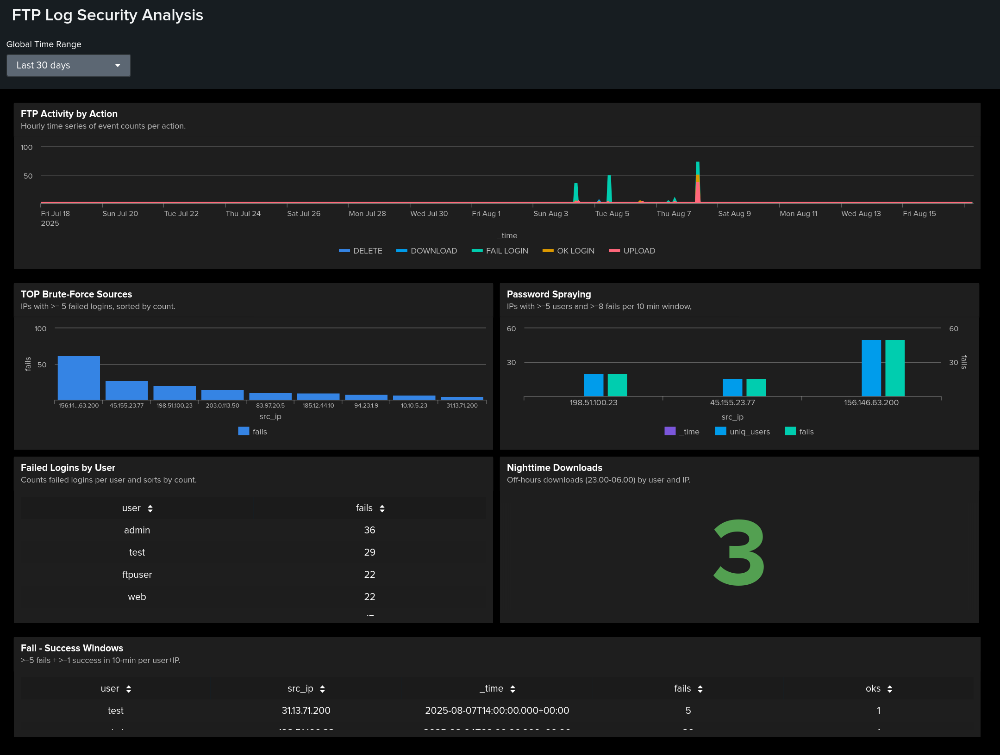 FTP Log Security Analysis
Global Time Range
Last 30 days
FTP Activity by Action
Hourly time series of event counts per action.
100
50
Fri Jul 18 Sun Jul 20 Tue Jul 22 Thu Jul 24 Sat Jul 26 Mon Jul 28 Wed Jul 30 Fri Aug 1 Sun Aug 3 Tue Aug 5 Thu Aug 7 Sat Aug 9 Mon Aug 11 Wed Aug 13 Fri Aug 15
2025
_time
DELETE DOWNLOAD FAIL LOGIN OK LOGIN UPLOAD
TOP Brute-Force Sources
IPs with >= 5 failed logins, sorted by count.
100
50
fails
156.14...63.200 45.155.23.77 198.51.100.23 203.0.113.50 83.97.20.5 185.12.44.10 94.23.1.9 10.10.5.23 31.13.71.200
src_ip
fails
Password Spraying
IPs with >=5 users and >=8 fails per 10 min window,
60 60
30 30
fails
198.51.100.23 45.155.23.77 156.146.63.200
src_ip
_time uniq_users fails
Failed Logins by User
Counts failed logins per user and sorts by count.
user fails
admin 36
test 29
ftpuser 22
web 22
Nighttime Downloads
Off-hours downloads (23.00-06.00) by user and IP.
3
Fail - Success Windows
>=5 fails + >=1 success in 10-min per user+IP.
user src_ip _time fails oks
test 31.13.71.200 2025-08-07T14:00:00.000+00:00 5 1